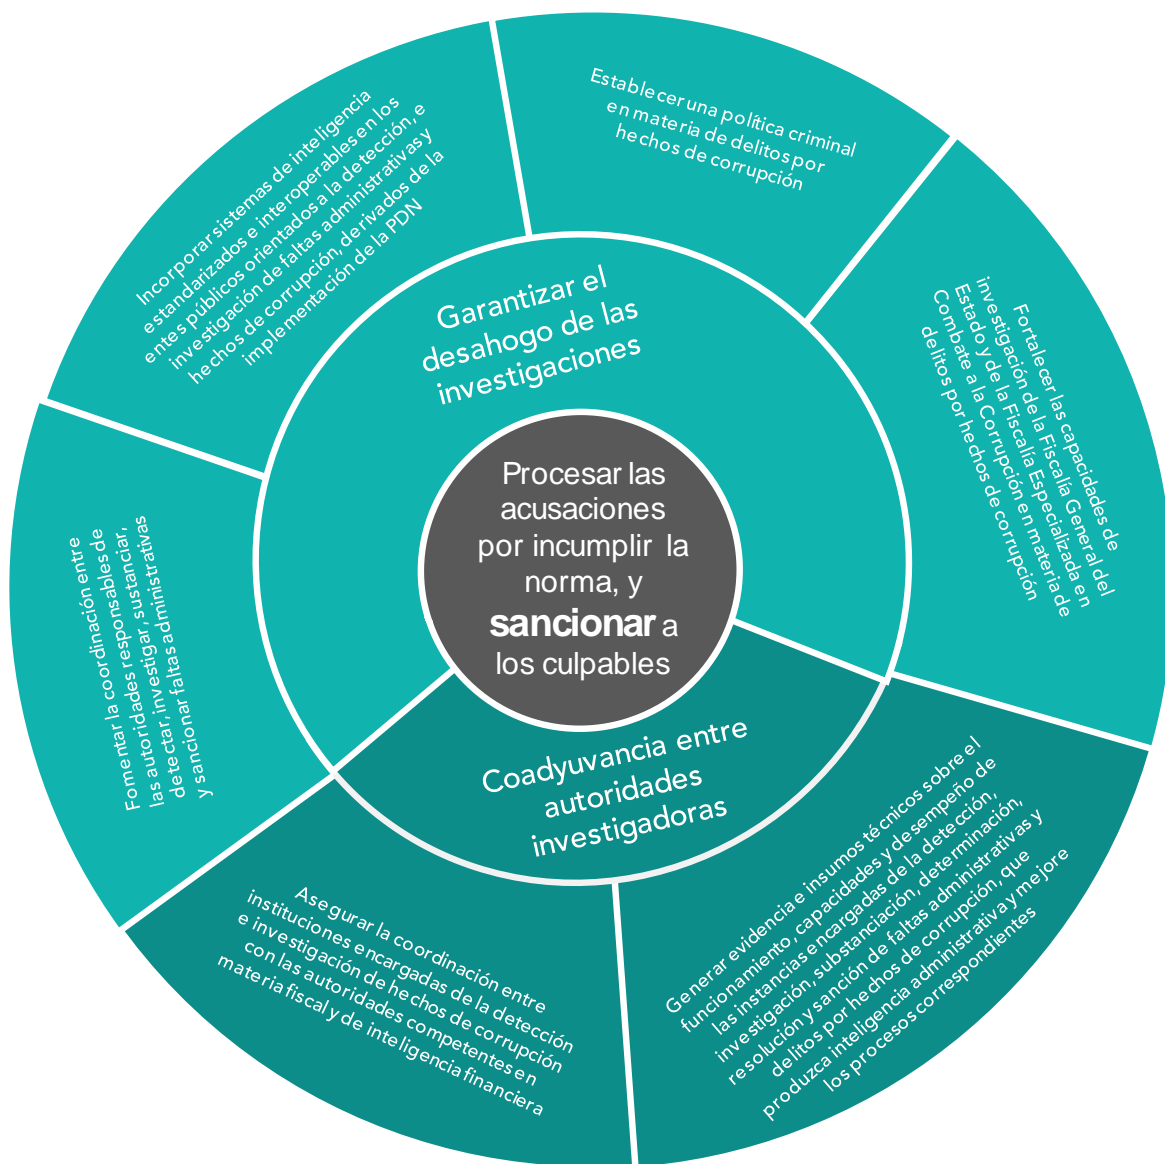 Procesar las
acusaciones
por incumplir la
norma, y
sancionar a
los culpables
Garantizar el
desahogo de las
investigaciones
Coadyuvancia entre
autoridades
investigadoras
Establecer una política criminal
en materia de delitos por
hechos de corrupción
Fortalecer las capacidades de
investigación de la Fiscalía General del
Estado y de la Fiscalía Especializada en
Combate a la Corrupción en materia de
delitos por hechos de corrupción
Generar evidencia e insumos técnicos sobre el
funcionamiento, capacidades y desempeño de
las instancias encargadas de la detección,
investigación, substanciación, determinación,
resolución y sanción de faltas administrativas y
delitos por hechos de corrupción, que
produzca inteligencia administrativa y mejore
los procesos correspondientes
Asegurar la coordinación entre
instituciones encargadas de la detección
e investigación de hechos de corrupción
con las autoridades competentes en
materia fiscal y de inteligencia financiera
Fomentar la coordinación entre
las autoridades responsables de
detectar, investigar, sustanciar,
y sancionar faltas administrativas
Incorporar sistemas de inteligencia
estandarizados e interoperables en los
entes públicos orientados a la detección, e
investigación de faltas administrativas y
hechos de corrupción, derivados de la
implementación de la PDN